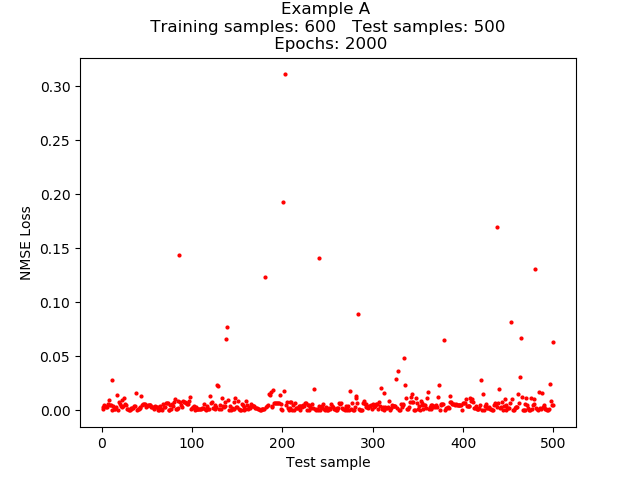 Example A
Training samples: 600   Test samples: 500
Epochs: 2000
NMSE Loss
0.30
0.25
0.20
0.15
0.10
0.05
0.00
0 100 200 300 400 500
Test sample